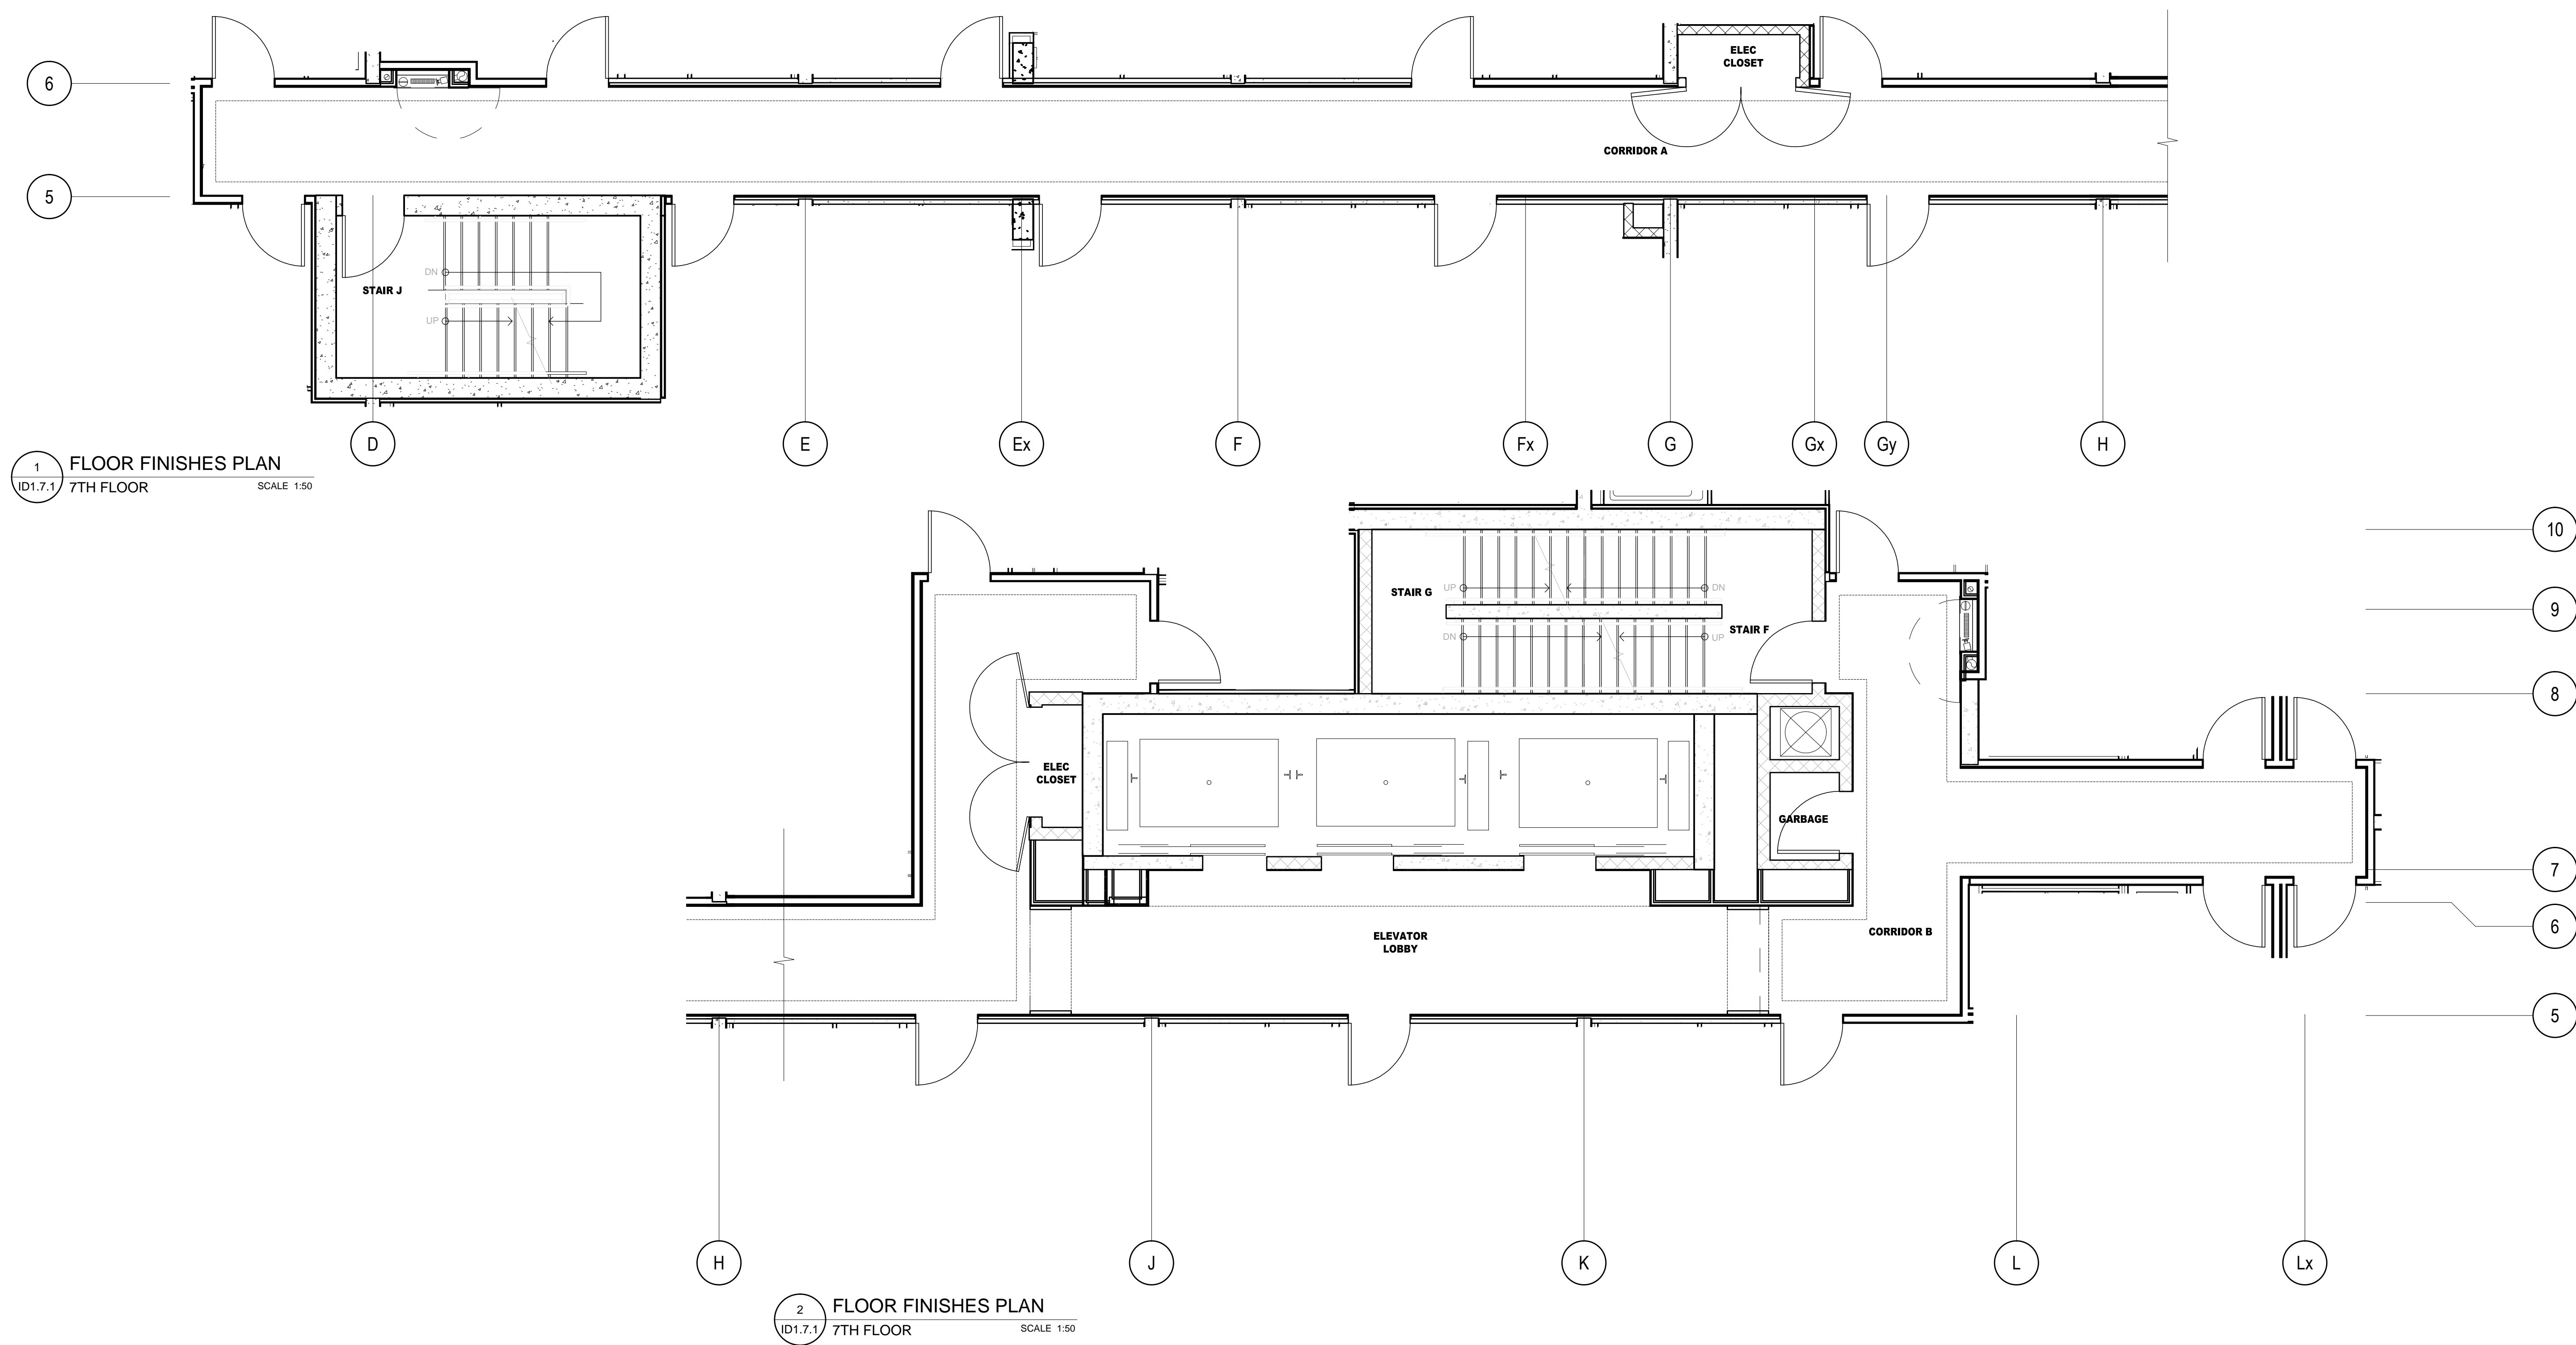 ELEC
CLOSET
6
CORRIDOR A
5
DN
STAIR J
UP
D
E
Ex
F
Fx
G
Gx
Gy
H
1
FLOOR FINISHES PLAN
ID1.7.1
7TH FLOOR
SCALE 1:50
10
UP
DN
STAIR G
9
STAIR F
DN
UP
8
ELEC
CLOSET
GARBAGE
7
6
ELEVATOR
LOBBY
CORRIDOR B
5
H
J
K
L
Lx
2
FLOOR FINISHES PLAN
ID1.7.1
7TH FLOOR
SCALE 1:50